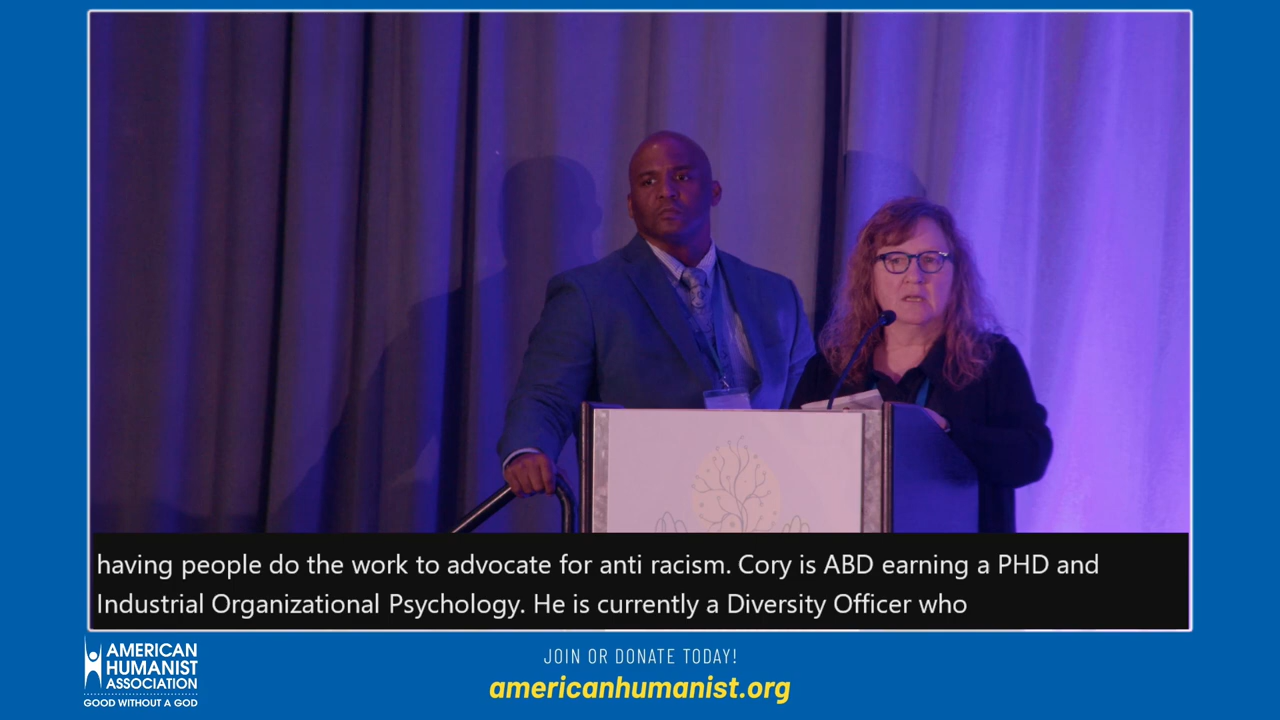 having people do the work to advocate for anti racism. Cory is ABD earning a PHD and
Industrial Organizational Psychology. He is currently a Diversity Officer who
AMERICAN
HUMANIST
ASSOCIATION
GOOD WITHOUT A GOD
JOIN OR DONATE TODAY!
americanhumanist.org